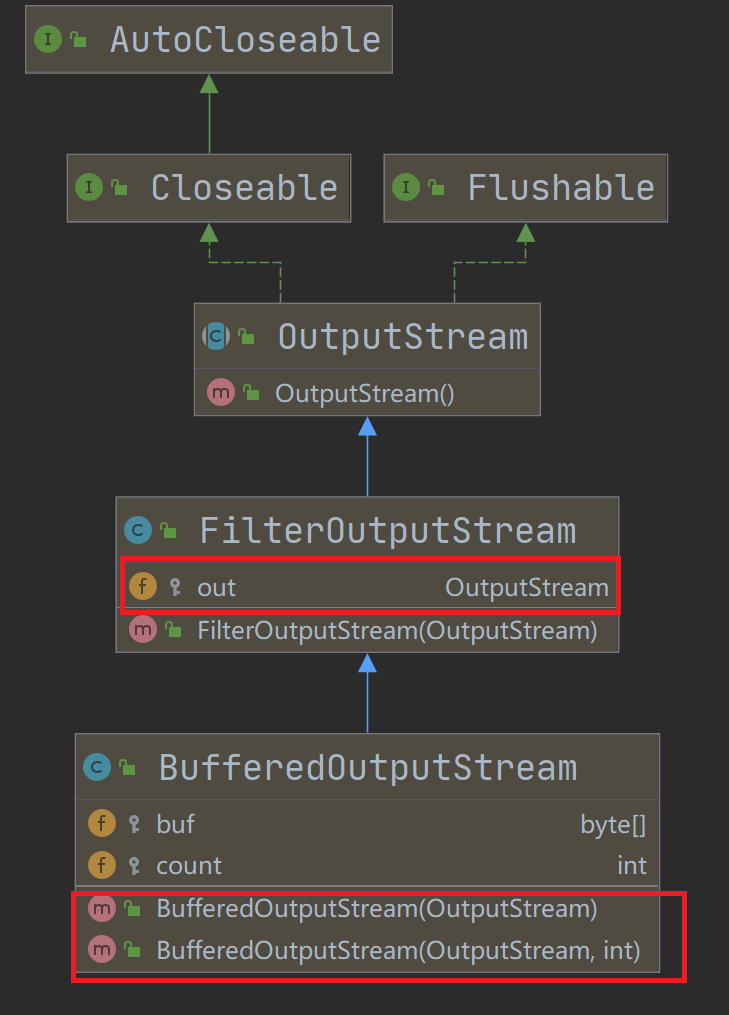 I AutoCloseable
I Closeable
I Flushable
C OutputStream
m OutputStream()
C FilterOutputStream
f out OutputStream
m FilterOutputStream(OutputStream)
C BufferedOutputStream
f buf byte[]
f count int
m BufferedOutputStream(OutputStream)
m BufferedOutputStream(OutputStream, int)